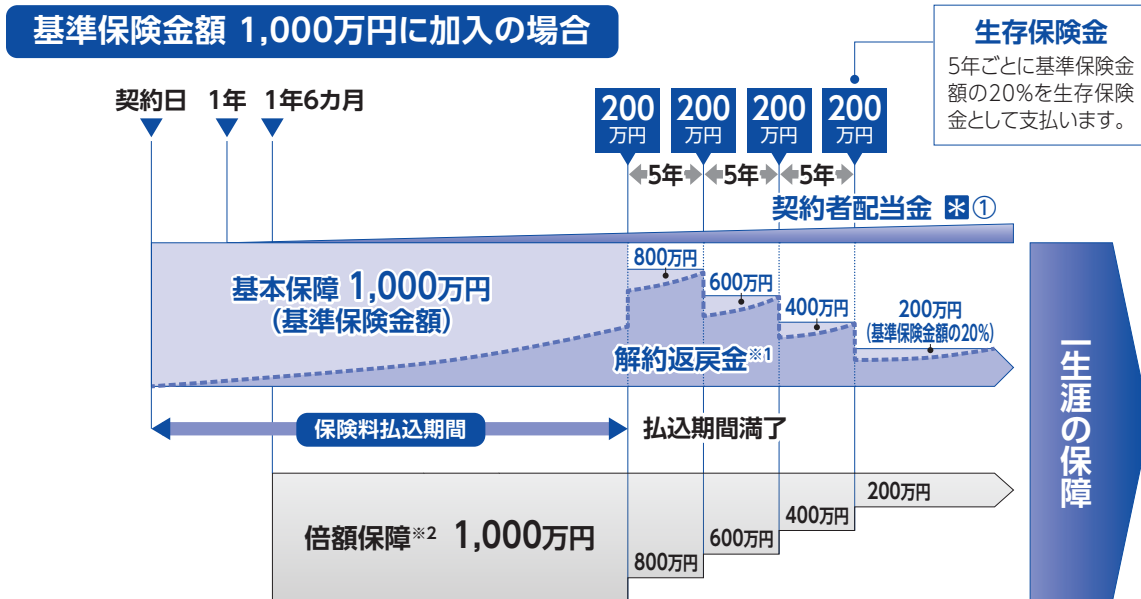 基準保険金額 1,000万円に加入の場合
生存保険金
5年ごとに基準保険金
額の20%を生存保険
金として支払います。
契約日 1年 1年6カ月
200 200 200 200
万円 万円 万円 万円
5年 5年 5年
契約者配当金 *①
基本保障 1,000万円
(基準保険金額)
800万円
600万円
400万円
200万円
(基準保険金額の20%)
解約返戻金※1
保険料払込期間
払込期間満了
倍額保障※2 1,000万円
800万円
600万円
400万円
200万円
一生涯の保障